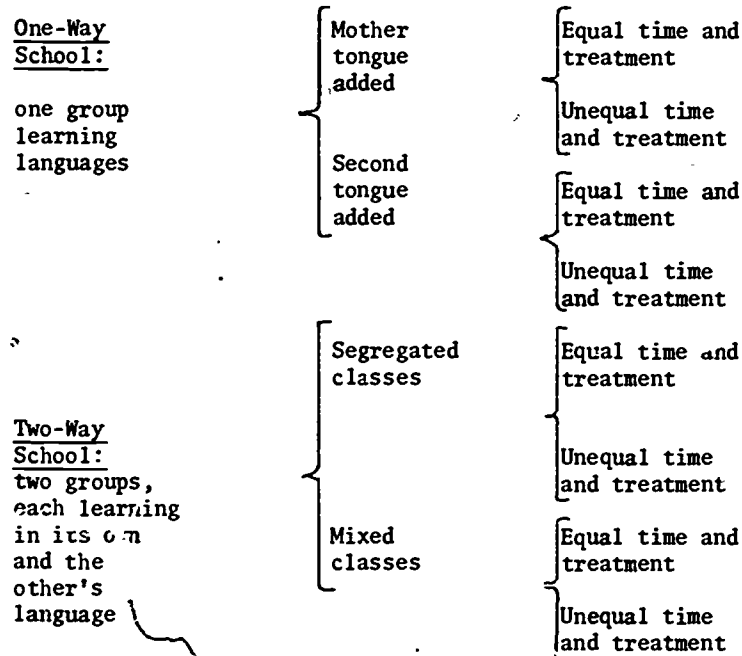 One-Way
School:
one group
learning
languages
Mother
tongue
added
Second
tongue
added
Equal time and
treatment
Unequal time
and treatment
Equal time and
treatment
Unequal time
and treatment
Two-Way
School:
two groups,
each learning
in its
and the
other's
language
Segregated
classes
Mixed
classes
Equal time and
treatment
Unequal time
and treatment
Equal time and
treatment
Unequal time
and treatment